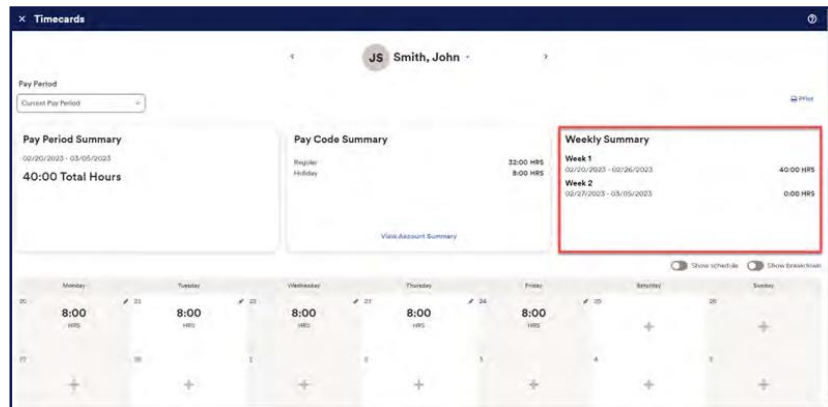 × Timecards
JS Smith, John
Pay Period
Current Pay Period
Print
Pay Period Summary
02/20/2023 - 03/05/2023
40:00 Total Hours
Pay Code Summary
Regular 32:00 HRS
Holiday 8:00 HRS
View Account Summary
Weekly Summary
Week 1
02/20/2023 - 02/26/2023 40:00 HRS
Week 2
02/27/2023 - 03/05/2023 0:00 HRS
Show schedule Show breakdown
Monday Tuesday Wednesday Thursday Friday Saturday Sunday
20 21 22 23 24 25 26
8:00 8:00 8:00 8:00 8:00
HRS HRS HRS HRS HRS
27 28 1 2 3 4 5